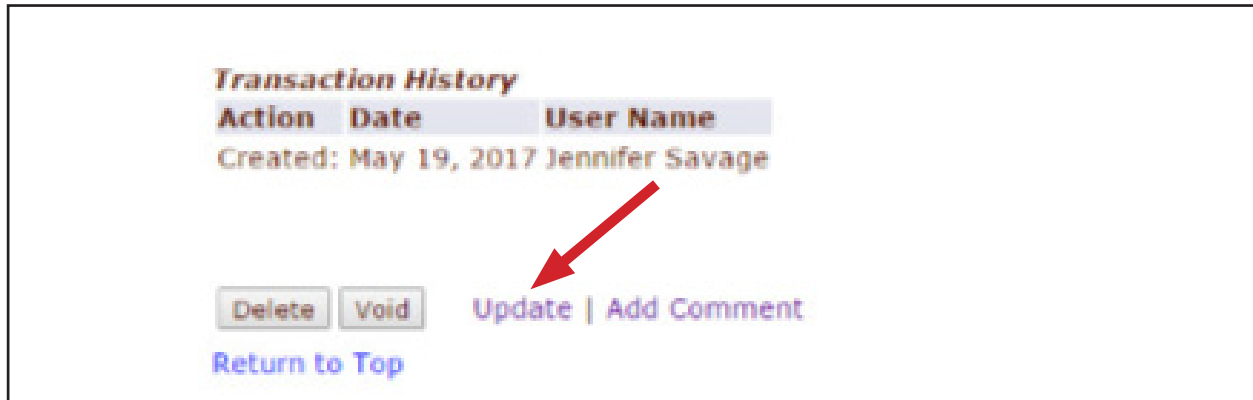 Transaction History
Action Date User Name
Created: May 19, 2017 Jennifer Savage
Delete Void Update | Add Comment
Return to Top